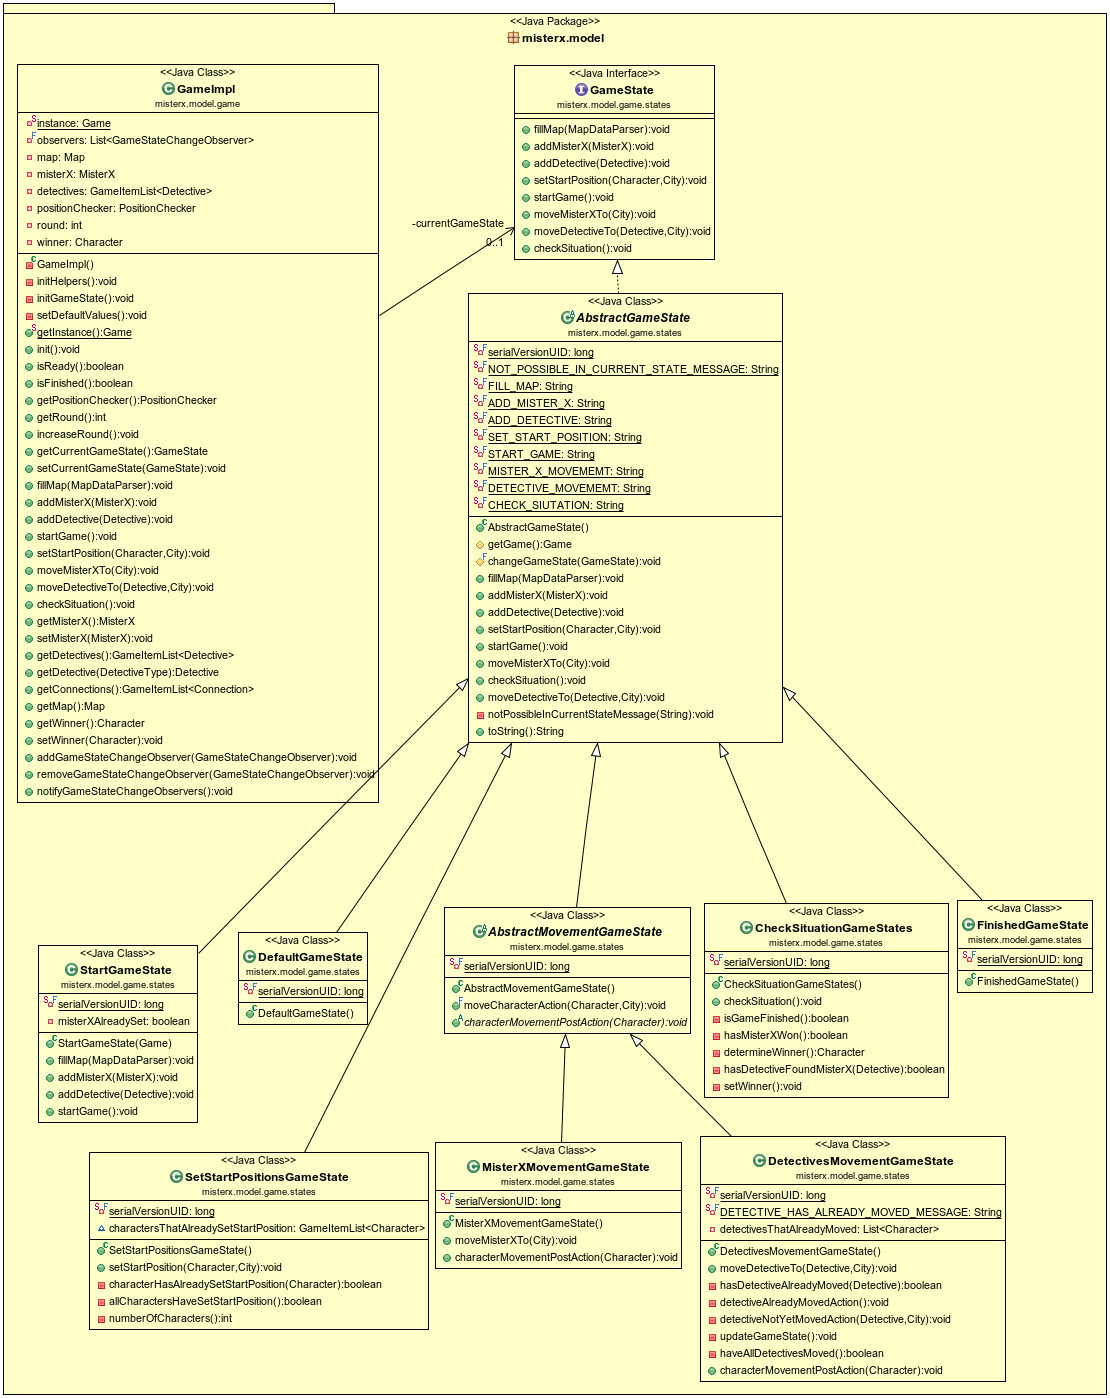 <<Java Package>>
misterx.model
<<Java Class>>
GameImpl
misterx.model.game
instance: Game
observers: List<GameStateChangeObserver>
map: Map
misterX: MisterX
detectives: GameItemList<Detective>
positionChecker: PositionChecker
round: int
winner: Character
GameImpl()
initHelpers():void
initGameState():void
setDefaultValues():void
getInstance():Game
init():void
isReady():boolean
isFinished():boolean
getPositionChecker():PositionChecker
getRound():int
increaseRound():void
getCurrentGameState():GameState
setCurrentGameState(GameState):void
fillMap(MapDataParser):void
addMisterX(MisterX):void
addDetective(Detective):void
startGame():void
setStartPosition(Character,City):void
moveMisterXTo(City):void
moveDetectiveTo(Detective,City):void
checkSituation():void
getMisterX():MisterX
setMisterX(MisterX):void
getDetectives():GameItemList<Detective>
getDetective(DetectiveType):Detective
getConnections():GameItemList<Connection>
getMap():Map
getWinner():Character
setWinner(Character):void
addGameStateChangeObserver(GameStateChangeObserver):void
removeGameStateChangeObserver(GameStateChangeObserver):void
notifyGameStateChangeObservers():void
-currentGameState
0..1
<<Java Interface>>
GameState
misterx.model.game.states
fillMap(MapDataParser):void
addMisterX(MisterX):void
addDetective(Detective):void
setStartPosition(Character,City):void
startGame():void
moveMisterXTo(City):void
moveDetectiveTo(Detective,City):void
checkSituation():void
<<Java Class>>
AbstractGameState
misterx.model.game.states
serialVersionUID: long
NOT_POSSIBLE_IN_CURRENT_STATE_MESSAGE: String
FILL_MAP: String
ADD_MISTER_X: String
ADD_DETECTIVE: String
SET_START_POSITION: String
START_GAME: String
MISTER_X_MOVEMEMT: String
DETECTIVE_MOVEMEMT: String
CHECK_SIUTATION: String
AbstractGameState()
getGame():Game
changeGameState(GameState):void
fillMap(MapDataParser):void
addMisterX(MisterX):void
addDetective(Detective):void
setStartPosition(Character,City):void
startGame():void
moveMisterXTo(City):void
checkSituation():void
moveDetectiveTo(Detective,City):void
notPossibleInCurrentStateMessage(String):void
toString():String
<<Java Class>>
StartGameState
misterx.model.game.states
serialVersionUID: long
misterXAlreadySet: boolean
StartGameState(Game)
fillMap(MapDataParser):void
addMisterX(MisterX):void
addDetective(Detective):void
startGame():void
<<Java Class>>
DefaultGameState
misterx.model.game.states
serialVersionUID: long
DefaultGameState()
<<Java Class>>
AbstractMovementGameState
misterx.model.game.states
serialVersionUID: long
AbstractMovementGameState()
moveCharacterAction(Character,City):void
characterMovementPostAction(Character):void
<<Java Class>>
CheckSituationGameStates
misterx.model.game.states
serialVersionUID: long
CheckSituationGameStates()
checkSituation():void
isGameFinished():boolean
hasMisterXWon():boolean
determineWinner():Character
hasDetectiveFoundMisterX(Detective):boolean
setWinner():void
<<Java Class>>
FinishedGameState
misterx.model.game.states
serialVersionUID: long
FinishedGameState()
<<Java Class>>
SetStartPositionsGameState
misterx.model.game.states
serialVersionUID: long
charactersThatAlreadySetStartPosition: GameItemList<Character>
SetStartPositionsGameState()
setStartPosition(Character,City):void
characterHasAlreadySetStartPosition(Character):boolean
allCharactersHaveSetStartPosition():boolean
numberOfCharacters():int
<<Java Class>>
MisterXMovementGameState
misterx.model.game.states
serialVersionUID: long
MisterXMovementGameState()
moveMisterXTo(City):void
characterMovementPostAction(Character):void
<<Java Class>>
DetectivesMovementGameState
misterx.model.game.states
serialVersionUID: long
DETECTIVE_HAS_ALREADY_MOVED_MESSAGE: String
detectivesThatAlreadyMoved: List<Character>
DetectivesMovementGameState()
moveDetectiveTo(Detective,City):void
hasDetectiveAlreadyMoved(Detective):boolean
detectiveAlreadyMovedAction():void
detectiveNotYetMovedAction(Detective,City):void
updateGameState():void
haveAllDetectivesMoved():boolean
characterMovementPostAction(Character):void